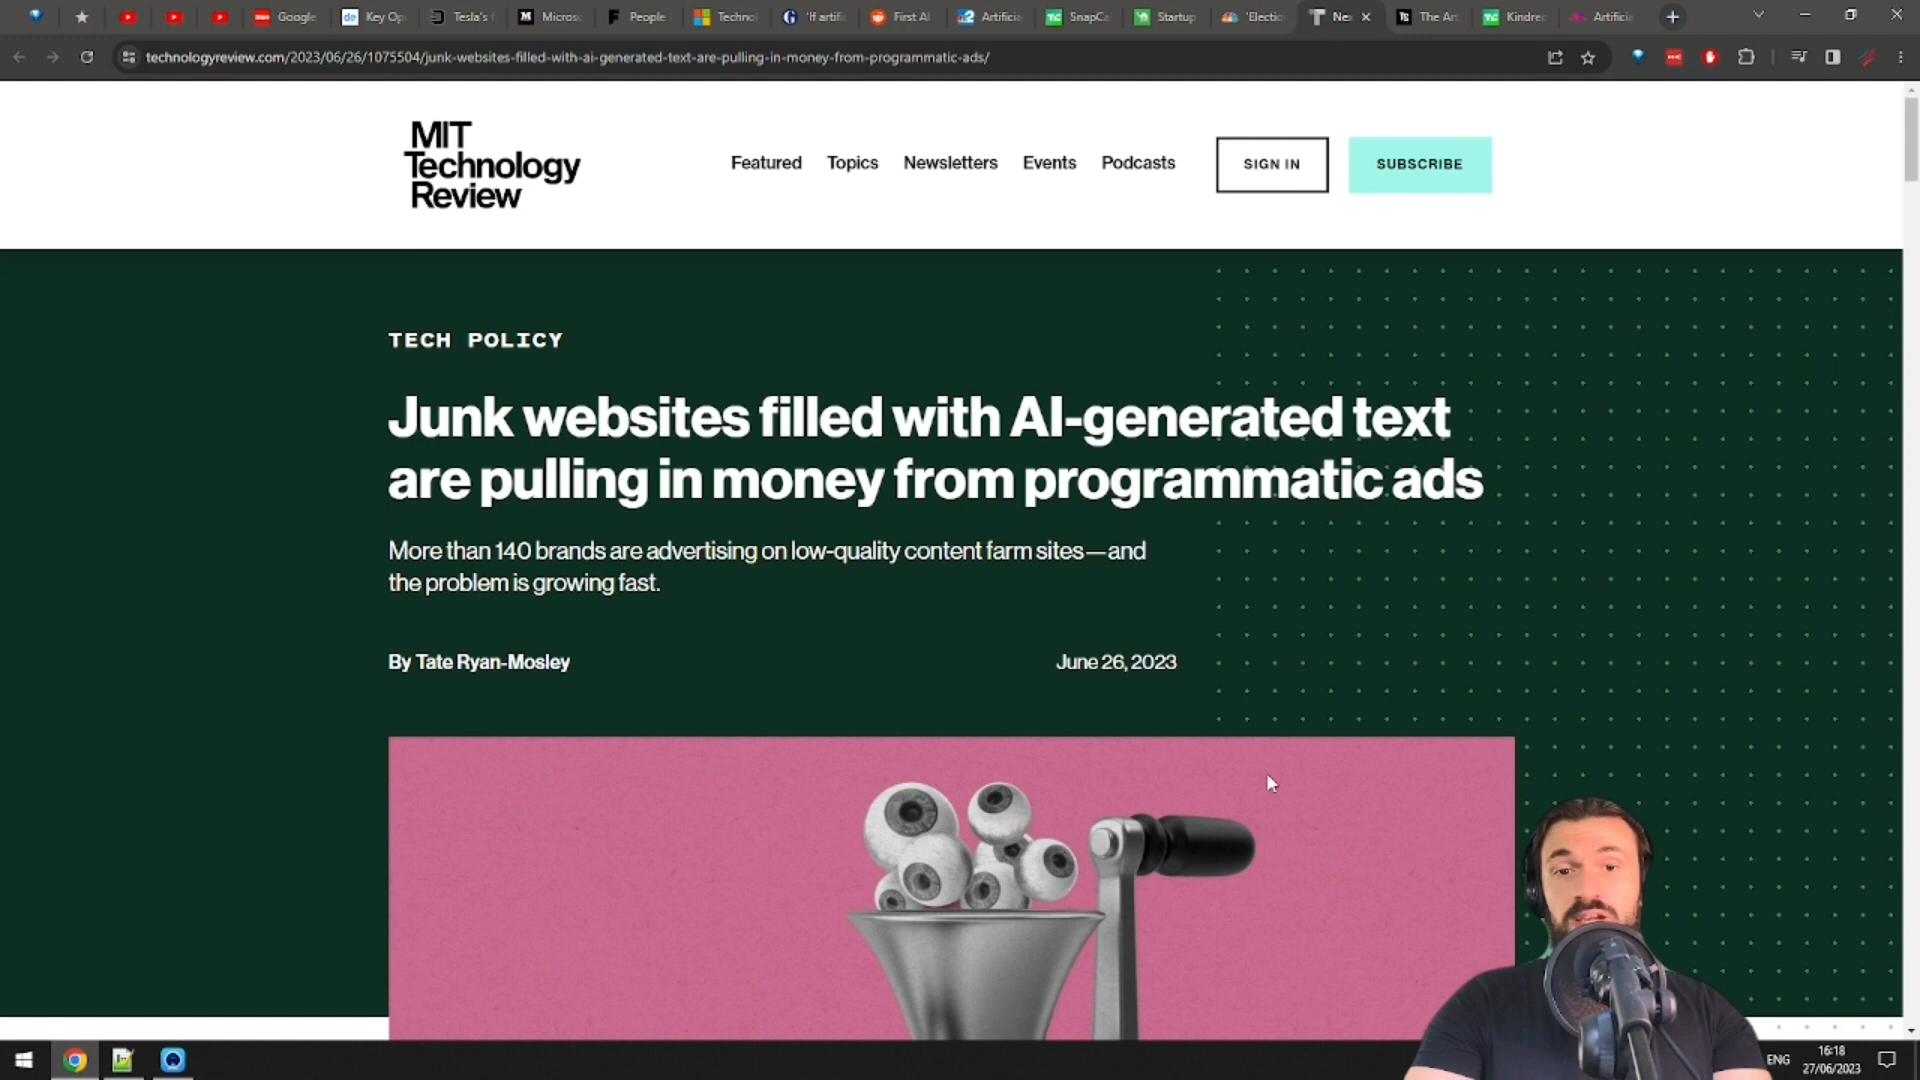 Google
Key Op
Tesla's f
Micros
People
Technol
'If artifi
First AI
Artificia
SnapCa
Startup
'Electio
Ne
The Art
Kindred
Artificia
technologyreview.com/2023/06/26/1075504/junk-websites-filled-with-ai-generated-text-are-pulling-in-money-from-programmatic-ads/
MIT
Technology
Review
Featured
Topics
Newsletters
Events
Podcasts
SIGN IN
SUBSCRIBE
TECH POLICY
Junk websites filled with AI-generated text
are pulling in money from programmatic ads
More than 140 brands are advertising on low-quality content farm sites—and
the problem is growing fast.
By Tate Ryan-Mosley
June 26, 2023
ENG
16:18
27/06/2023